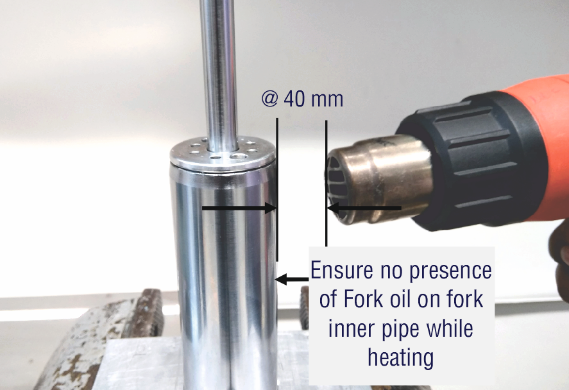 @ 40 mm
Ensure no presence
of Fork oil on fork
inner pipe while
heating